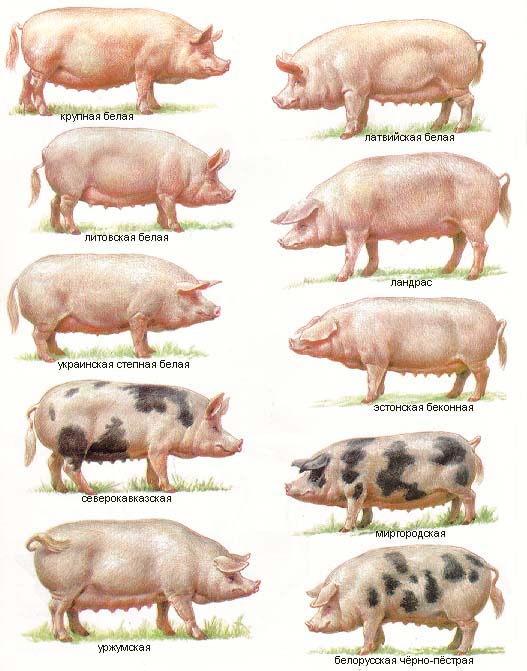 крупная белая
латвийская белая
литовская белая
ландрас
украинская степная белая
эстонская беконная
северокавказская
миргородская
уржумская
белорусская чёрно-пёстрая